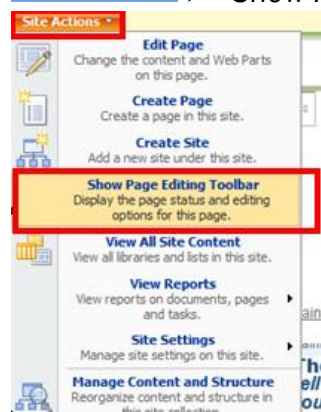 Show
Site Actions
Edit Page
Change the content and Web Parts
on this page.
Create Page
Create a page in this site.
Create Site
Add a new site under this site.
Show Page Editing Toolbar
Display the page status and editing
options for this page.
View All Site Content
View all libraries and lists in this site.
View Reports
View reports on documents, pages
and tasks.
Site Settings
Manage site settings on this site.
Manage Content and Structure
Reorganize content and structure in
this site collection.